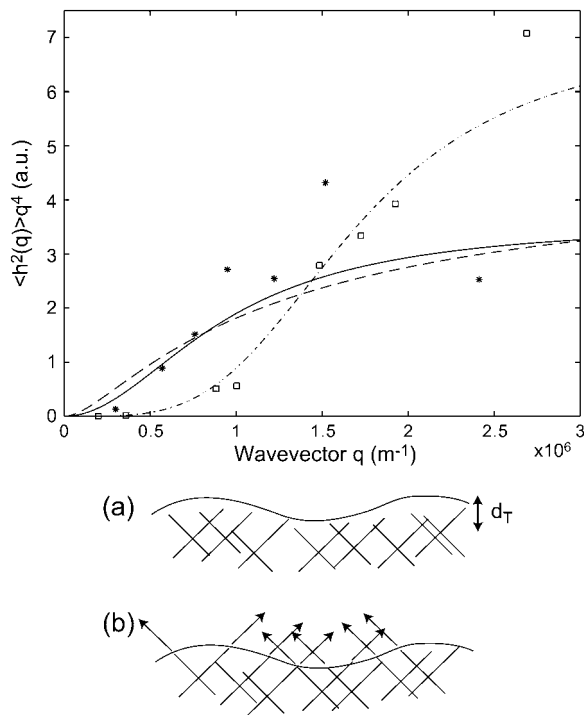 7
6
5
4
3
2
1
0
<h²(q)>q⁴ (a.u.)
0 0.5 1 1.5 2 2.5 3
Wavevector q (m⁻¹) x10⁶
(a)
d_T
(b)